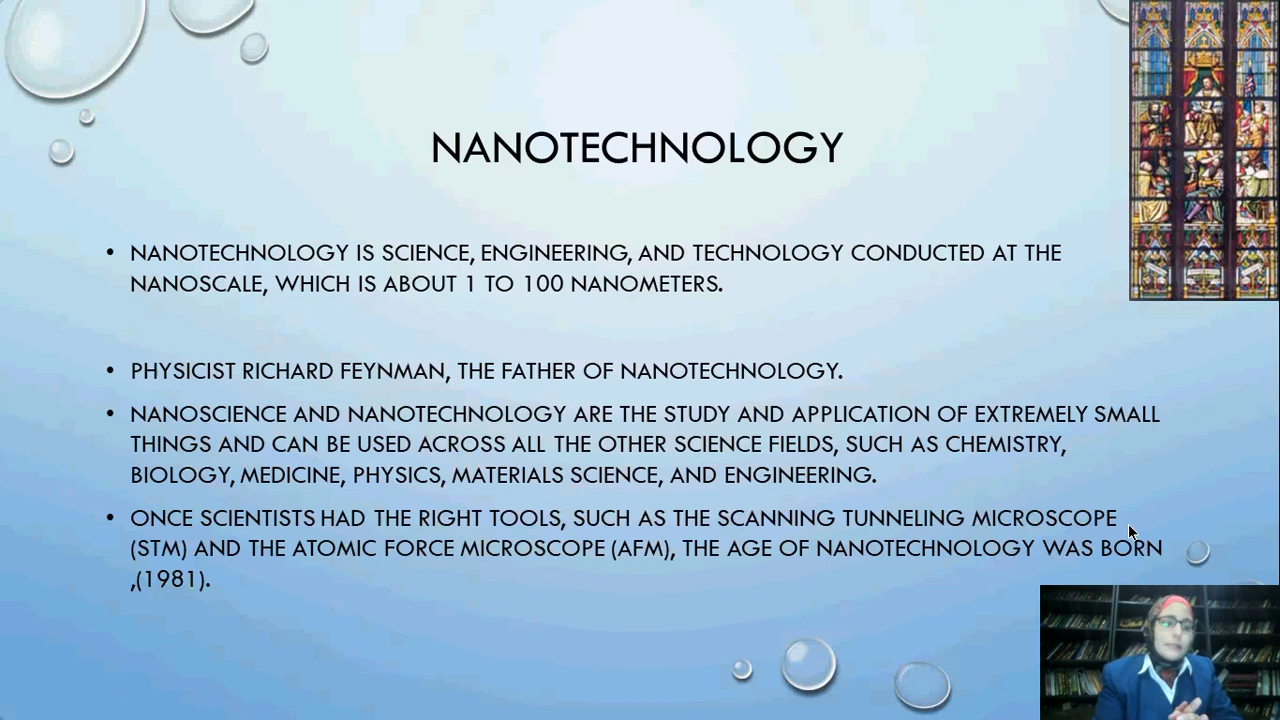 NANOTECHNOLOGY
• NANOTECHNOLOGY IS SCIENCE, ENGINEERING, AND TECHNOLOGY CONDUCTED AT THE
NANOSCALE, WHICH IS ABOUT 1 TO 100 NANOMETERS.
• PHYSICIST RICHARD FEYNMAN, THE FATHER OF NANOTECHNOLOGY.
• NANOSCIENCE AND NANOTECHNOLOGY ARE THE STUDY AND APPLICATION OF EXTREMELY SMALL
THINGS AND CAN BE USED ACROSS ALL THE OTHER SCIENCE FIELDS, SUCH AS CHEMISTRY,
BIOLOGY, MEDICINE, PHYSICS, MATERIALS SCIENCE, AND ENGINEERING.
• ONCE SCIENTISTS HAD THE RIGHT TOOLS, SUCH AS THE SCANNING TUNNELING MICROSCOPE
(STM) AND THE ATOMIC FORCE MICROSCOPE (AFM), THE AGE OF NANOTECHNOLOGY WAS BORN
,(1981).